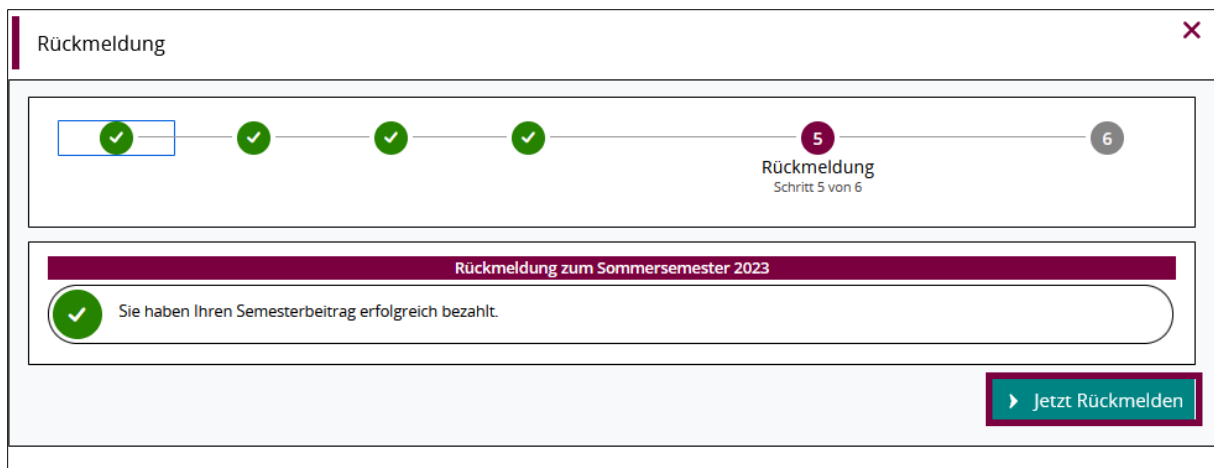 Rückmeldung
5
6
Rückmeldung
Schritt 5 von 6
Rückmeldung zum Sommersemester 2023
Sie haben Ihren Semesterbeitrag erfolgreich bezahlt.
Jetzt Rückmelden